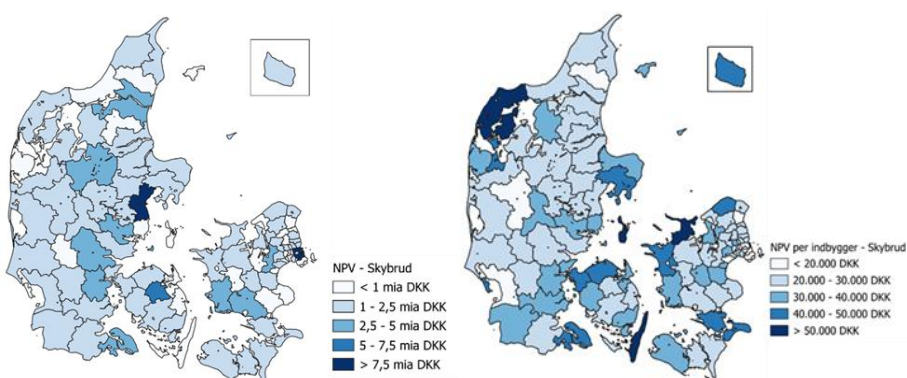 NPV - Skybrud
< 1 mia DKK
1 - 2,5 mia DKK
2,5 - 5 mia DKK
5 - 7,5 mia DKK
> 7,5 mia DKK
NPV per indbygger - Skybrud
< 20.000 DKK
20.000 - 30.000 DKK
30.000 - 40.000 DKK
40.000 - 50.000 DKK
> 50.000 DKK